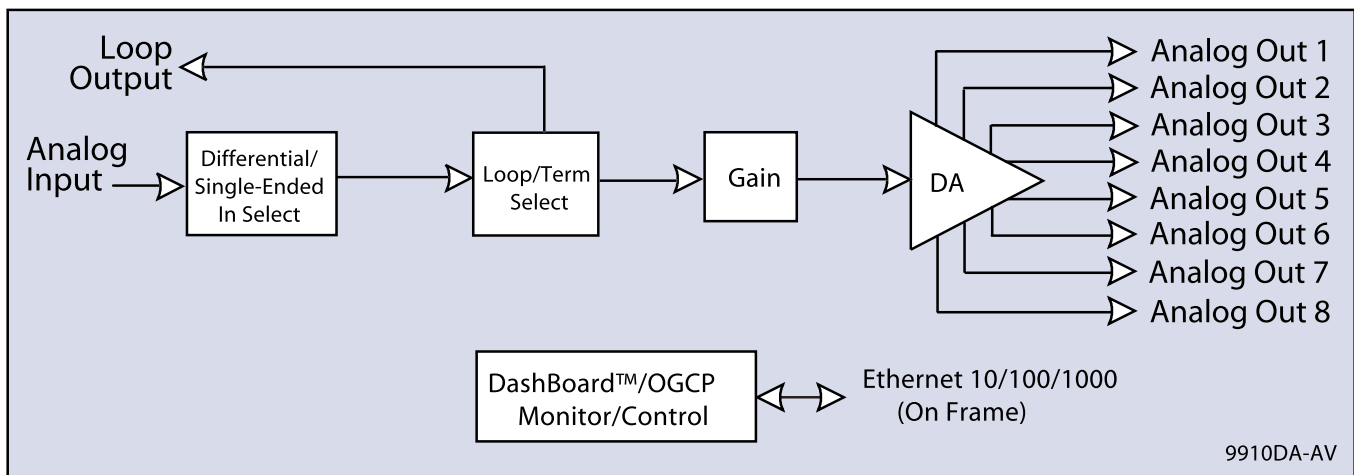 Loop
Output
Analog
Input
Differential/
Single-Ended
In Select
Loop/Term
Select
Gain
DA
Analog Out 1
Analog Out 2
Analog Out 3
Analog Out 4
Analog Out 5
Analog Out 6
Analog Out 7
Analog Out 8
DashBoard™/OGCP
Monitor/Control
Ethernet 10/100/1000
(On Frame)
9910DA-AV